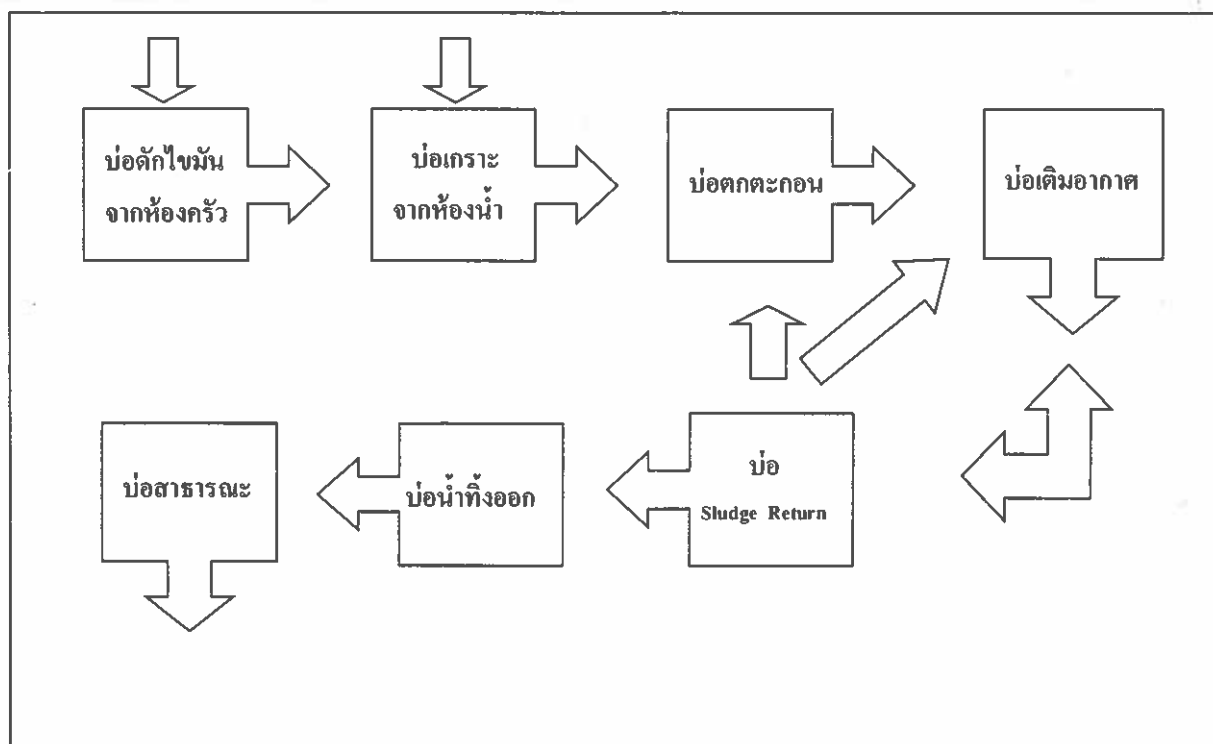 บ่อดักไขมัน
จากห้องครัว
บ่อเกราะ
จากห้องน้ำ
บ่อตกตะกอน
บ่อเติมอากาศ
บ่อสาธารณะ
บ่อน้ำทิ้งออก
บ่อ
Sludge Return